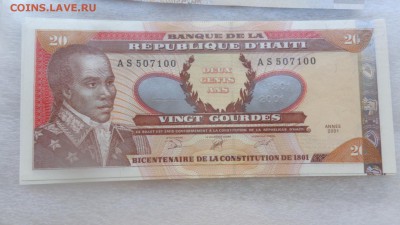 COINS.LAVE.RU
BANQUE DE LA
REPUBLIQUE D'HAITI
20
20
AS 507100
AS 507100
DEUX
CENTS
ANS
VINGT GOURDES
ANNÉE
2001
BICENTENAIRE DE LA CONSTITUTION DE 1801
20